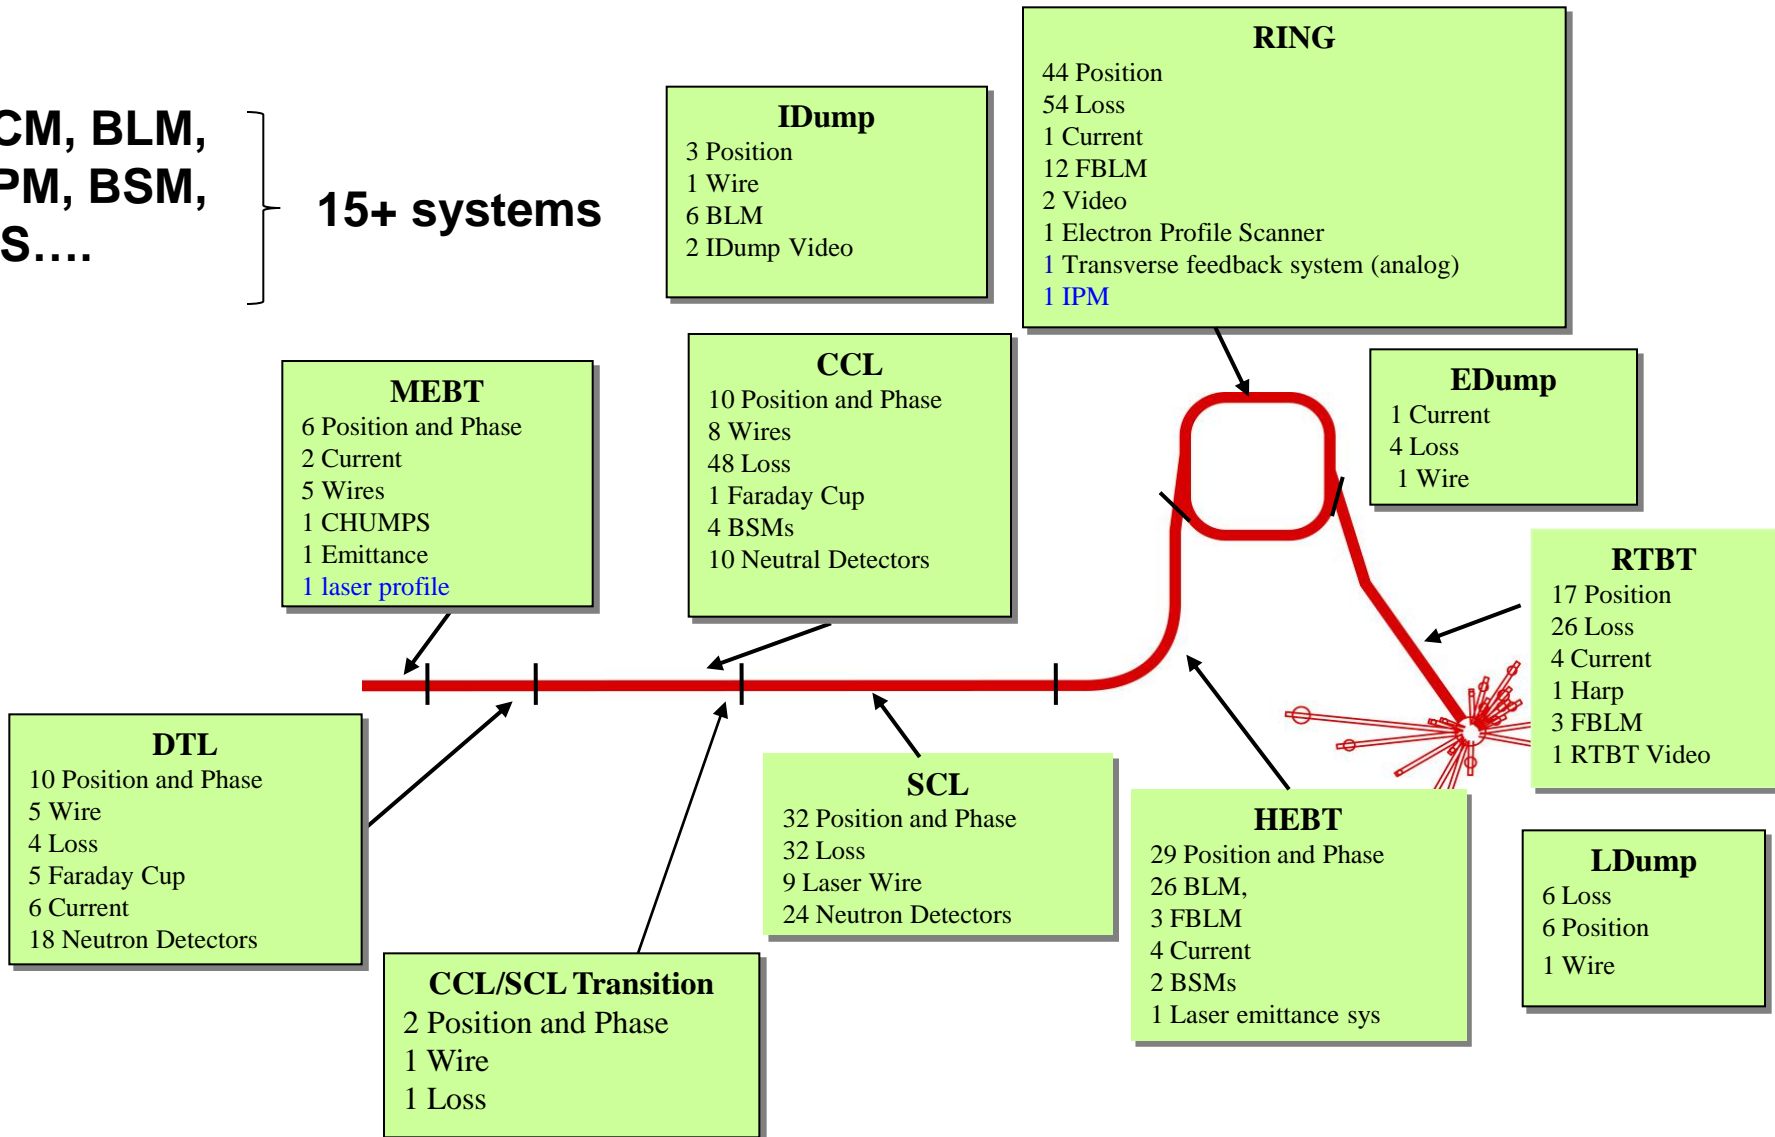 CM, BLM,
PM, BSM,
S….
15+ systems
IDump
3 Position
1 Wire
6 BLM
2 IDump Video
RING
44 Position
54 Loss
1 Current
12 FBLM
2 Video
1 Electron Profile Scanner
1 Transverse feedback system (analog)
1 IPM
MEBT
6 Position and Phase
2 Current
5 Wires
1 CHUMPS
1 Emittance
1 laser profile
CCL
10 Position and Phase
8 Wires
48 Loss
1 Faraday Cup
4 BSMs
10 Neutral Detectors
EDump
1 Current
4 Loss
1 Wire
RTBT
17 Position
26 Loss
4 Current
1 Harp
3 FBLM
1 RTBT Video
DTL
10 Position and Phase
5 Wire
4 Loss
5 Faraday Cup
6 Current
18 Neutron Detectors
CCL/SCL Transition
2 Position and Phase
1 Wire
1 Loss
SCL
32 Position and Phase
32 Loss
9 Laser Wire
24 Neutron Detectors
HEBT
29 Position and Phase
26 BLM,
3 FBLM
4 Current
2 BSMs
1 Laser emittance sys
LDump
6 Loss
6 Position
1 Wire